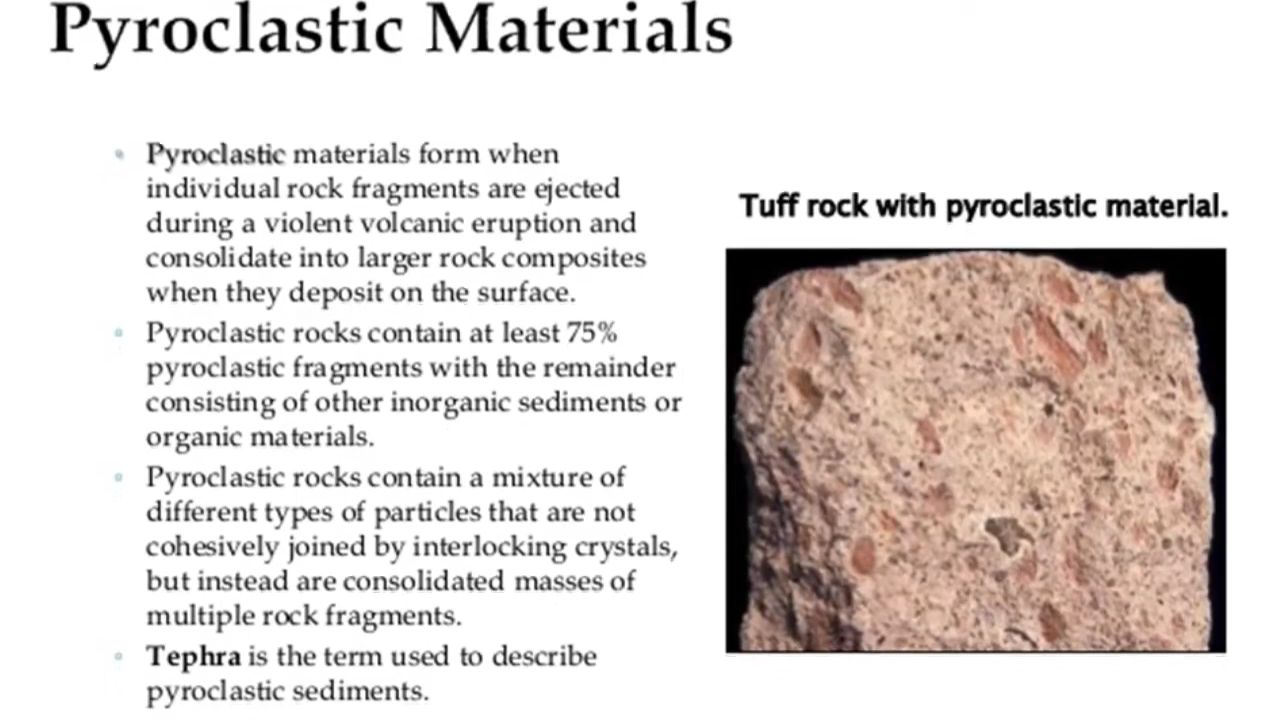 Pyroclastic Materials
Pyroclastic materials form when
individual rock fragments are ejected
during a violent volcanic eruption and
consolidate into larger rock composites
when they deposit on the surface.
Pyroclastic rocks contain at least 75%
pyroclastic fragments with the remainder
consisting of other inorganic sediments or
organic materials.
Pyroclastic rocks contain a mixture of
different types of particles that are not
cohesively joined by interlocking crystals,
but instead are consolidated masses of
multiple rock fragments.
Tephra is the term used to describe
pyroclastic sediments.
Tuff rock with pyroclastic material.